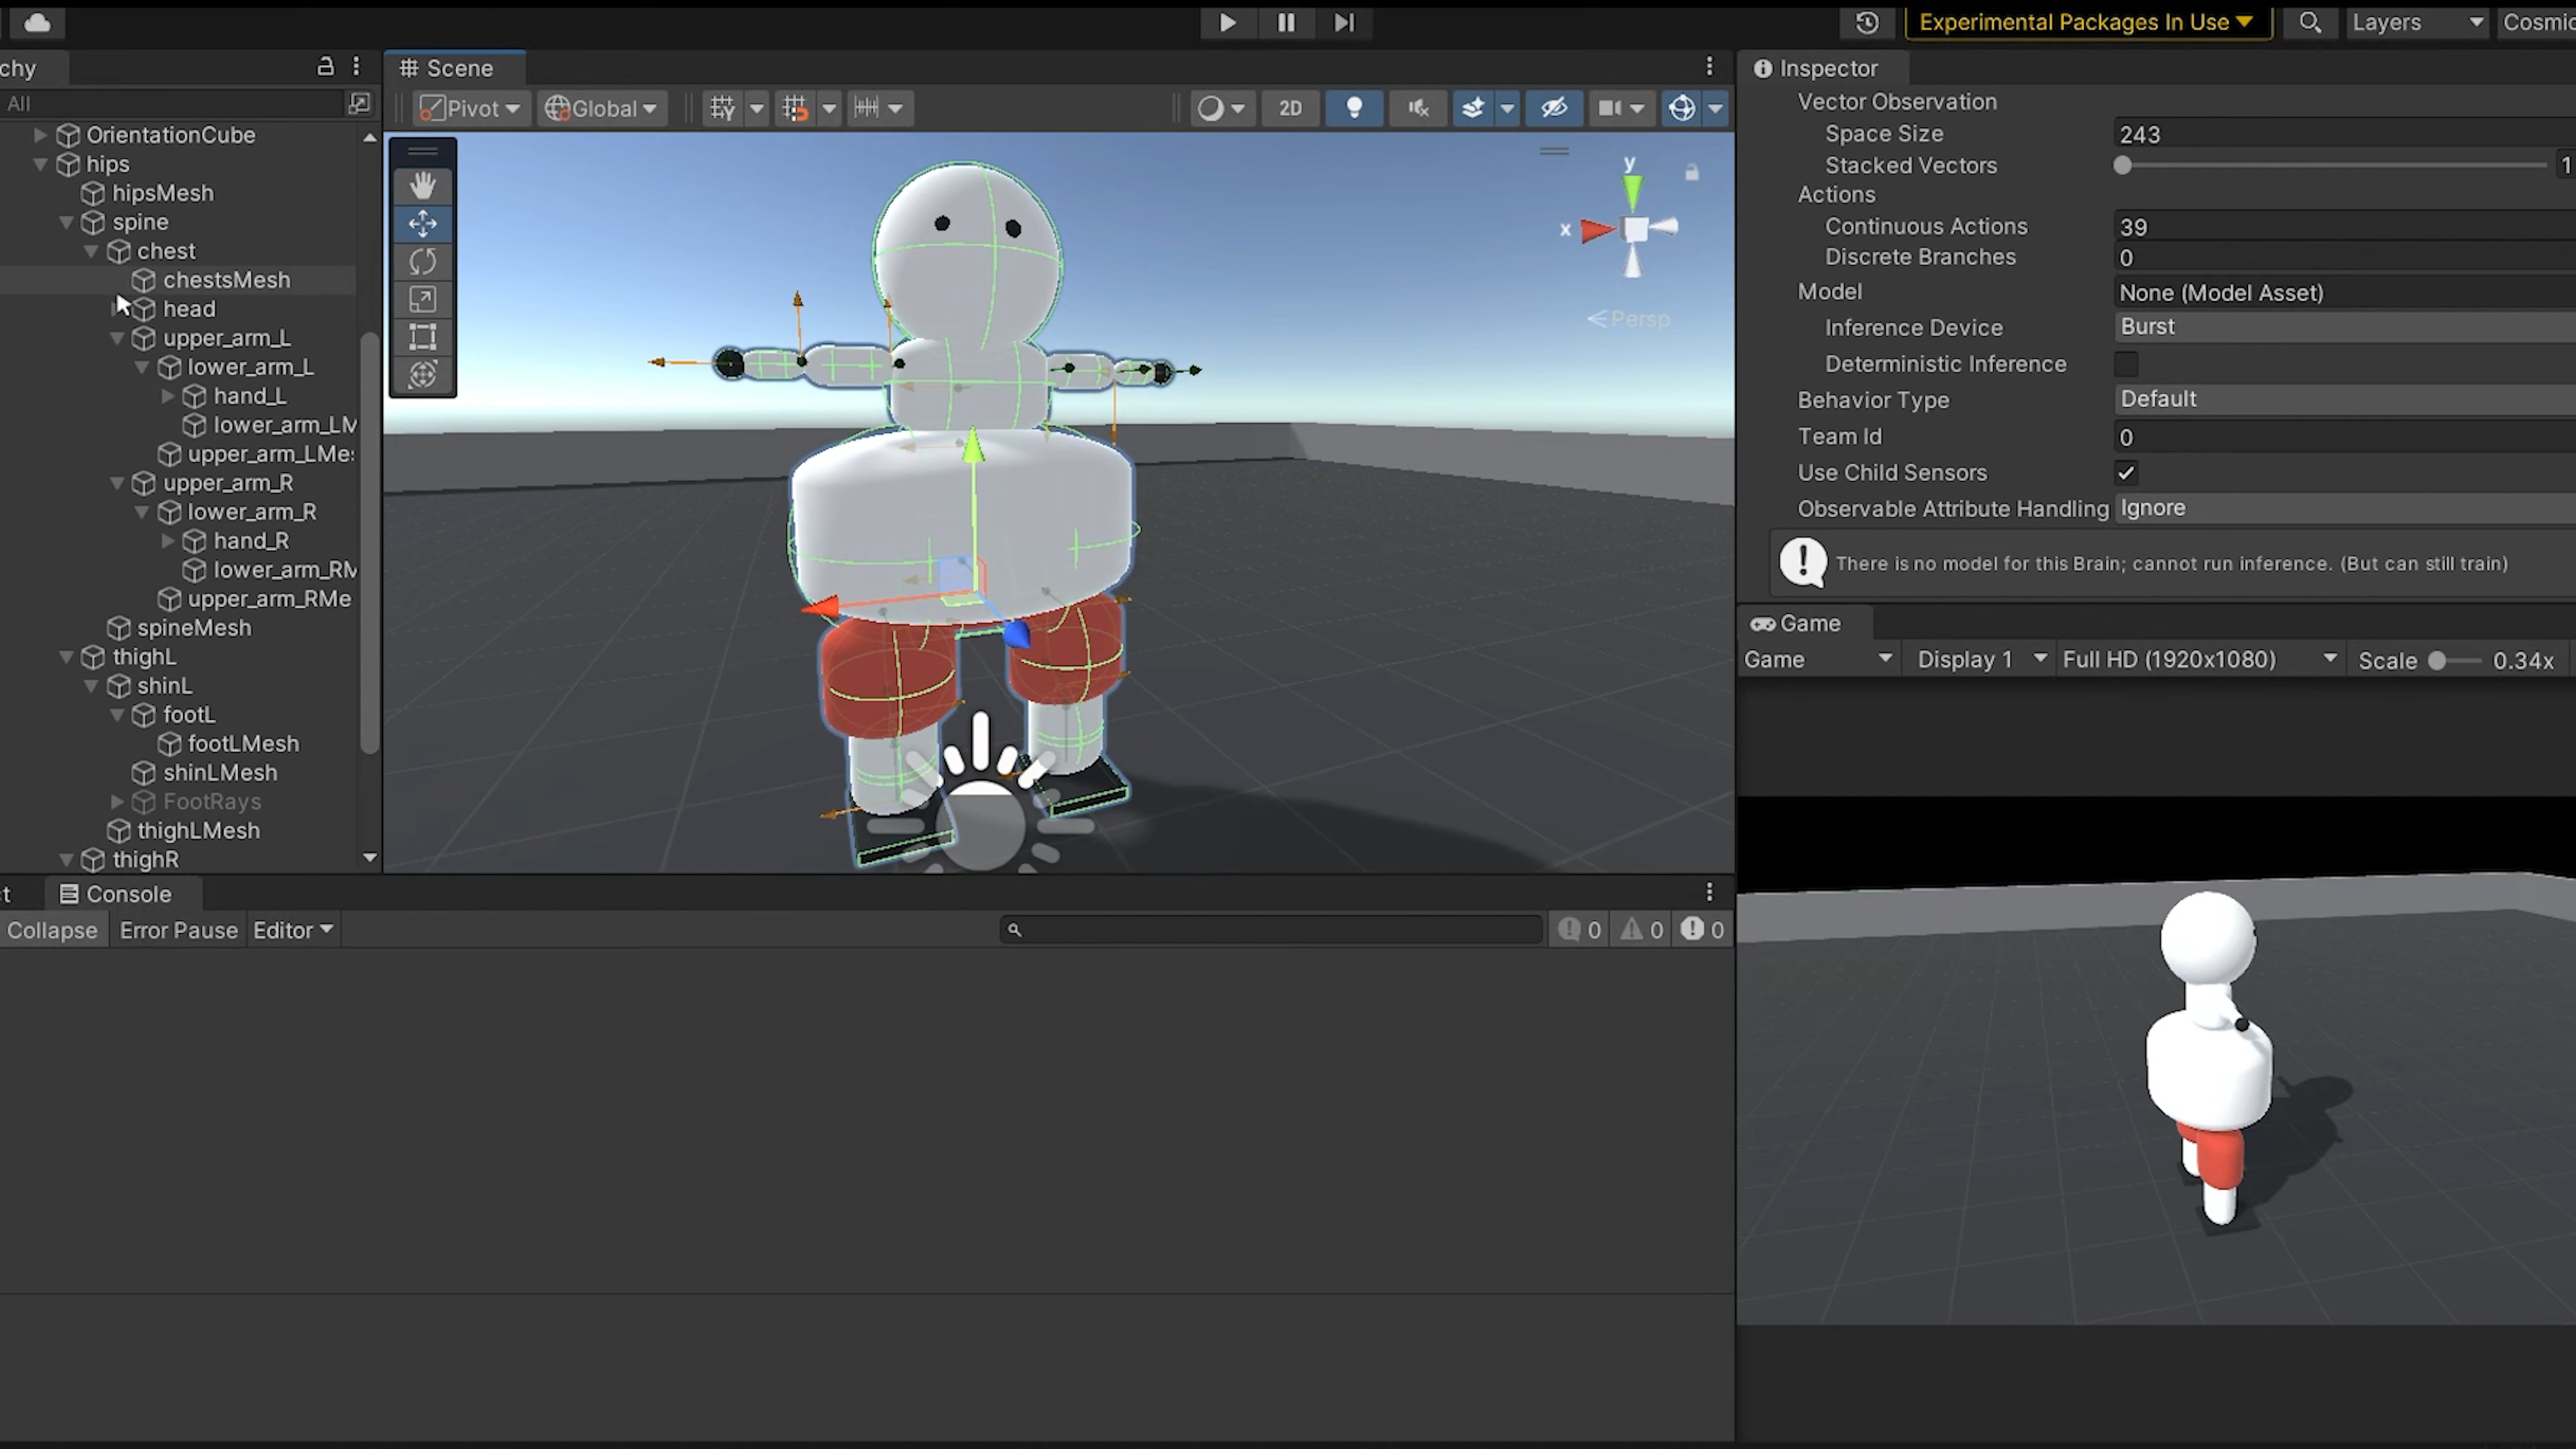 Experimental Packages In Use
Layers
Cosmic
chy
All
OrientationCube
hips
hipsMesh
spine
chest
chestsMesh
head
upper_arm_L
lower_arm_L
hand_L
lower_arm_LM
upper_arm_LMes
upper_arm_R
lower_arm_R
hand_R
lower_arm_RM
upper_arm_RMe
spineMesh
thighL
shinL
footL
footLMesh
shinLMesh
FootRays
thighLMesh
thighR
Scene
Pivot
Global
2D
y
x
Persp
Inspector
Vector Observation
Space Size 243
Stacked Vectors 1
Actions
Continuous Actions 39
Discrete Branches 0
Model None (Model Asset)
Inference Device Burst
Deterministic Inference
Behavior Type Default
Team Id 0
Use Child Sensors
Observable Attribute Handling Ignore
There is no model for this Brain; cannot run inference. (But can still train)
Game
Game Display 1 Full HD (1920x1080) Scale 0.34x
t Console
Collapse Error Pause Editor 0 0 0